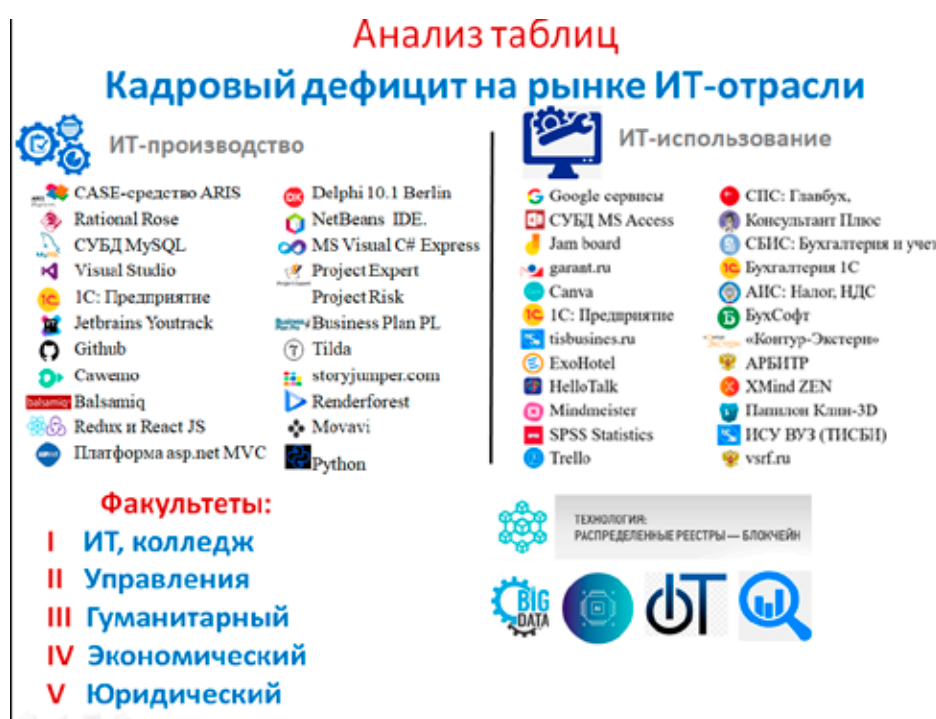 Анализ таблиц
Кадровый дефицит на рынке ИТ-отрасли
ИТ-производство
CASE-средство ARIS
Rational Rose
СУБД MySQL
Visual Studio
1С: Предприятие
Jetbrains Youtrack
Github
Cawemo
Balsamiq
Redux и React JS
Платформа asp.net MVC
Delphi 10.1 Berlin
NetBeans IDE.
MS Visual C# Express
Project Expert
Project Risk
Business Plan PL
Tilda
storyjumper.com
Renderforest
Movavi
Python
ИТ-использование
Google сервисы
СУБД MS Access
Jam board
garant.ru
Canva
1С: Предприятие
tisbusines.ru
ExoHotel
HelloTalk
Mindmeister
SPSS Statistics
Trello
СПС: Главбух,
Консультант Плюс
СБИС: Бухгалтерия и учет
Бухгалтерия 1С
АИС: Налог, НДС
БухСофт
«Контур-Экстерн»
АРБИТР
XMind ZEN
Папилон Клин-3D
ИСУ ВУЗ (ТИСБИ)
vsrf.ru
Факультеты:
I ИТ, колледж
II Управления
III Гуманитарный
IV Экономический
V Юридический
ТЕХНОЛОГИЯ:
РАСПРЕДЕЛЕННЫЕ РЕЕСТРЫ — БЛОКЧЕЙН
BIG
DATA